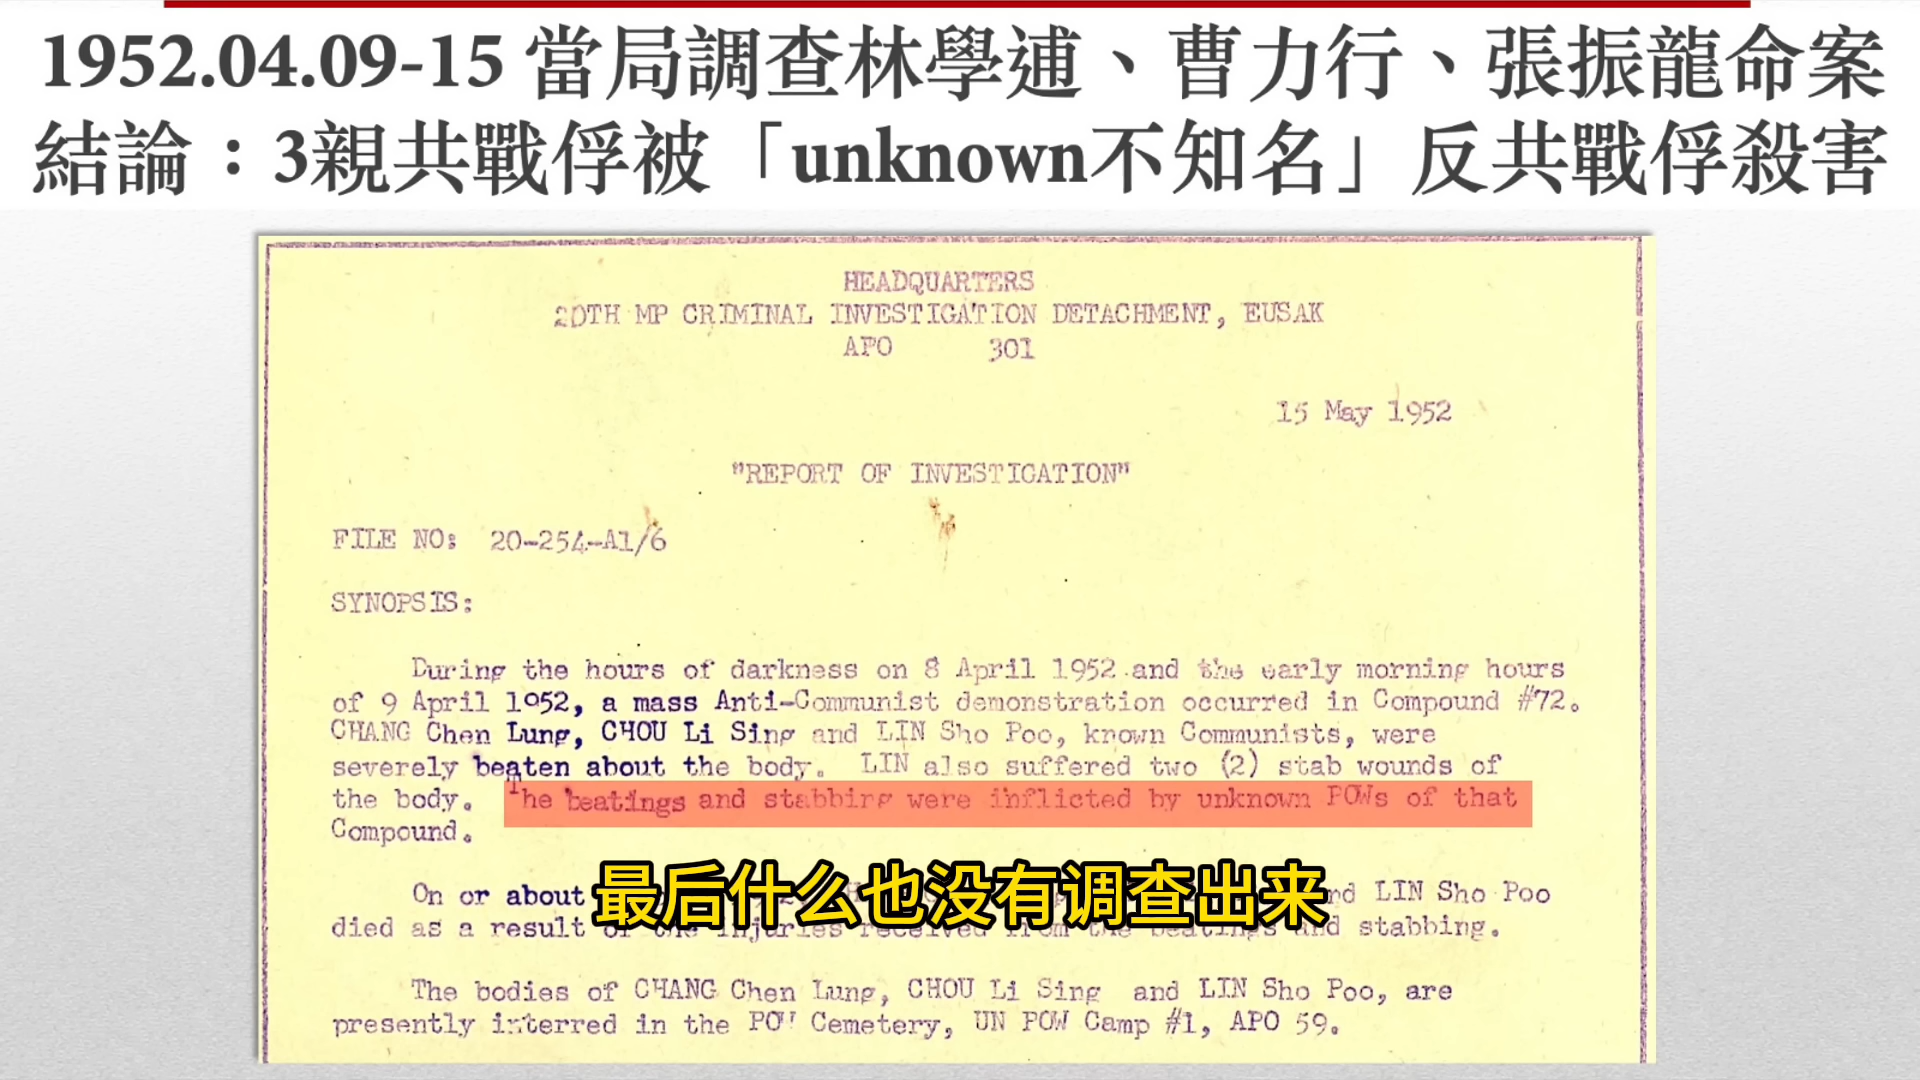 1952.04.09-15 當局調查林學逋、曹力行、張振龍命案
結論：3親共戰俘被「unknown不知名」反共戰俘殺害
HEADQUARTERS
20TH MP CRIMINAL INVESTIGATION DETACHMENT, EUSAK
APO 301
15 May 1952
"REPORT OF INVESTIGATION"
FILE NO: 20-254-A1/6
SYNOPSIS:
During the hours of darkness on 8 April 1952 and the early morning hours
of 9 April 1052, a mass Anti-Communist demonstration occurred in Compound #72.
CHANG Chen Lung, CHOU Li Sing and LIN Sho Poo, known Communists, were
severely beaten about the body. LIN also suffered two (2) stab wounds of
the body. The beatings and stabbing were inflicted by unknown POWs of that
Compound.
On or about
LIN Sho Poo
最后什么也没有调查出来
died as a result of the injuries received from the beatings and stabbing.
The bodies of CHANG Chen Lung, CHOU Li Sing and LIN Sho Poo, are
presently interred in the POW Cemetery, UN POW Camp #1, APO 59.